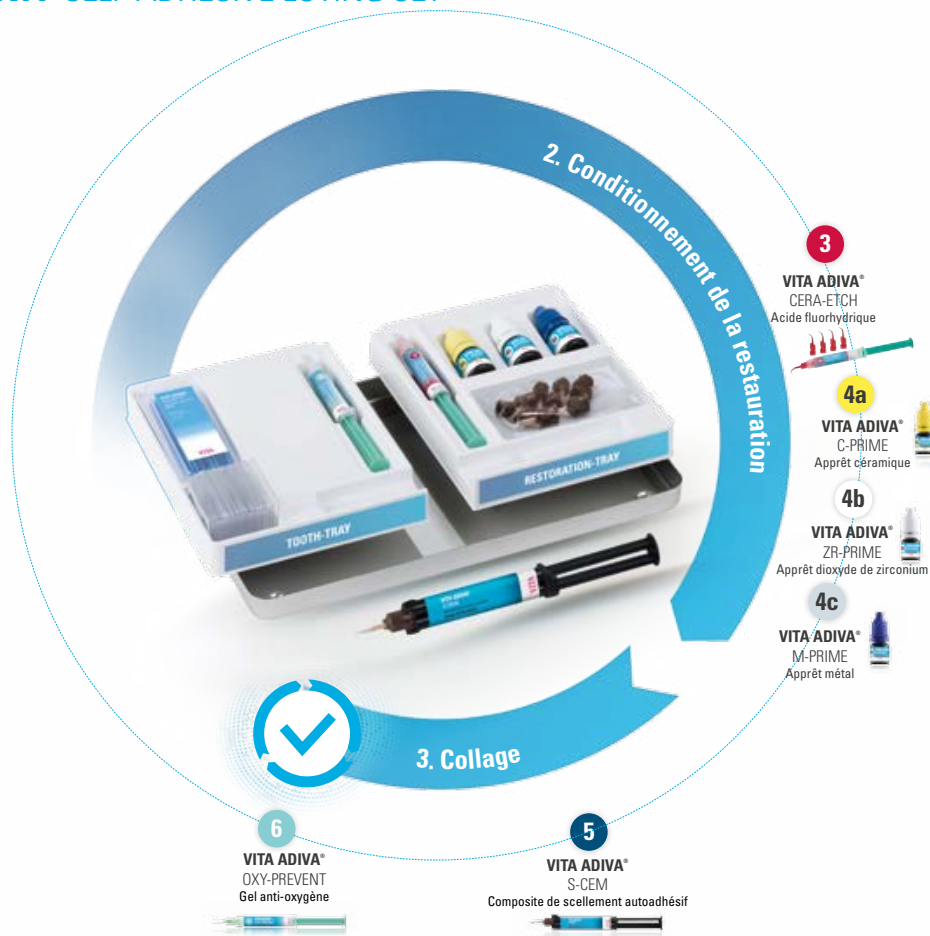 2. Conditionnement de la restauration
3
VITA ADIVA®
CERA-ETCH
Acide fluorhydrique
4a
VITA ADIVA®
C-PRIME
Apprêt céramique
4b
VITA ADIVA®
ZR-PRIME
Apprêt dioxyde de zirconium
4c
VITA ADIVA®
M-PRIME
Apprêt métal
RESTORATION-TRAY
TOOTH-TRAY
VITA
3. Collage
6
VITA ADIVA®
OXY-PREVENT
Gel anti-oxygène
5
VITA ADIVA®
S-CEM
Composite de scellement autoadhésif